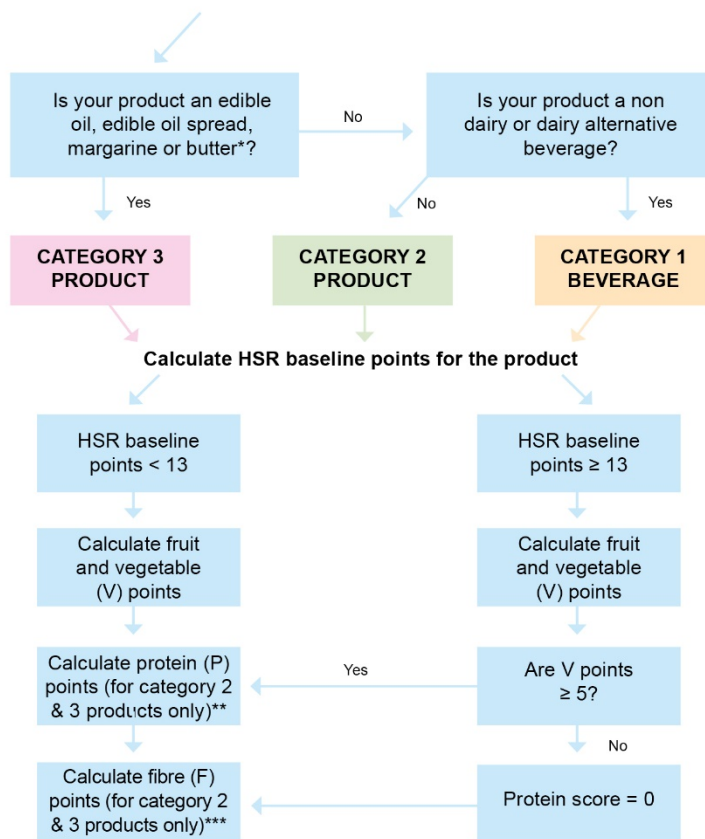 Is your product an edible
oil, edible oil spread,
margarine or butter*?
No
Is your product a non
dairy or dairy alternative
beverage?
Yes
No
Yes
CATEGORY 3
PRODUCT
CATEGORY 2
PRODUCT
CATEGORY 1
BEVERAGE
Calculate HSR baseline points for the product
HSR baseline
points < 13
HSR baseline
points ≥ 13
Calculate fruit
and vegetable
(V) points
Calculate fruit
and vegetable
(V) points
Calculate protein (P)
points (for category 2
& 3 products only)**
Yes
Are V points
≥ 5?
No
Calculate fibre (F)
points (for category 2
& 3 products only)***
Protein score = 0